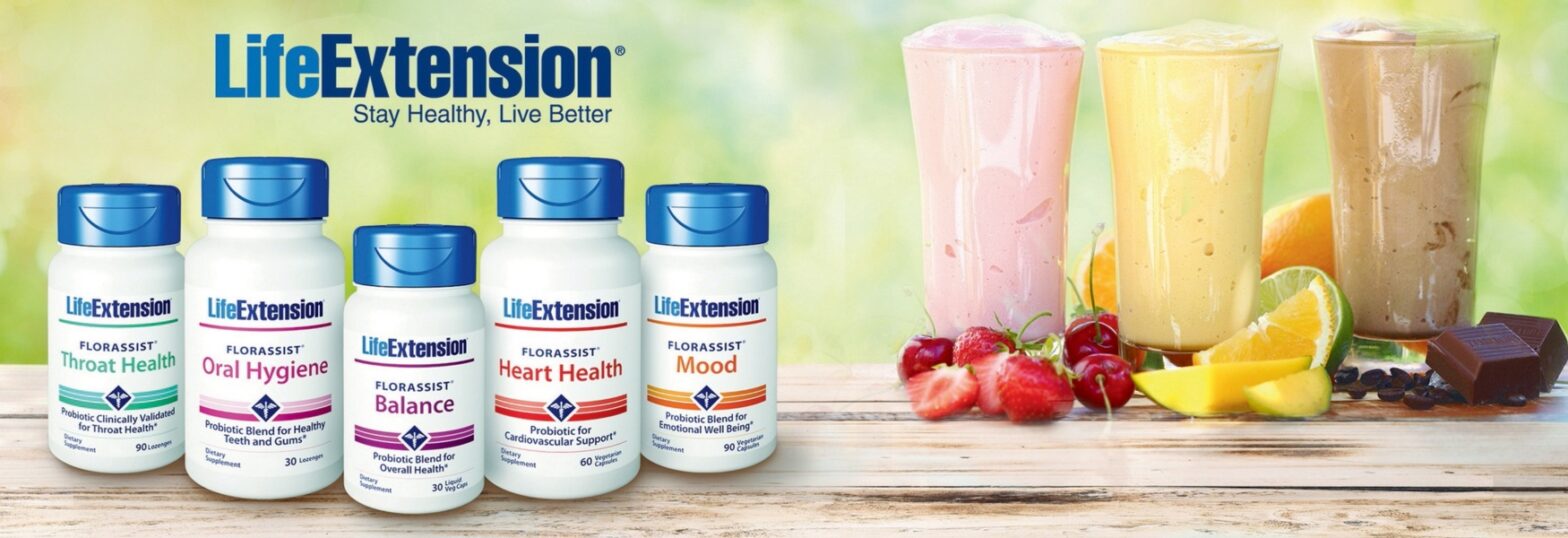 LifeExtension®
Stay Healthy, Live Better
LifeExtension
FLORASSIST®
Throat Health
Probiotic Clinically Validated
for Throat Health*
Dietary
Supplement
90 Lozenges
LifeExtension
FLORASSIST®
Oral Hygiene
Probiotic Blend for Healthy
Teeth and Gums*
Dietary
Supplement
30 Lozenges
LifeExtension
FLORASSIST®
Balance
Probiotic Blend for
Overall Health*
Dietary
Supplement
30 Liquid
Veg Caps
LifeExtension
FLORASSIST®
Heart Health
Probiotic for
Cardiovascular Support*
Dietary
Supplement
60 Vegetarian
Capsules
LifeExtension
FLORASSIST®
Mood
Probiotic Blend for
Emotional Well Being*
Dietary
Supplement
90 Vegetarian
Capsules